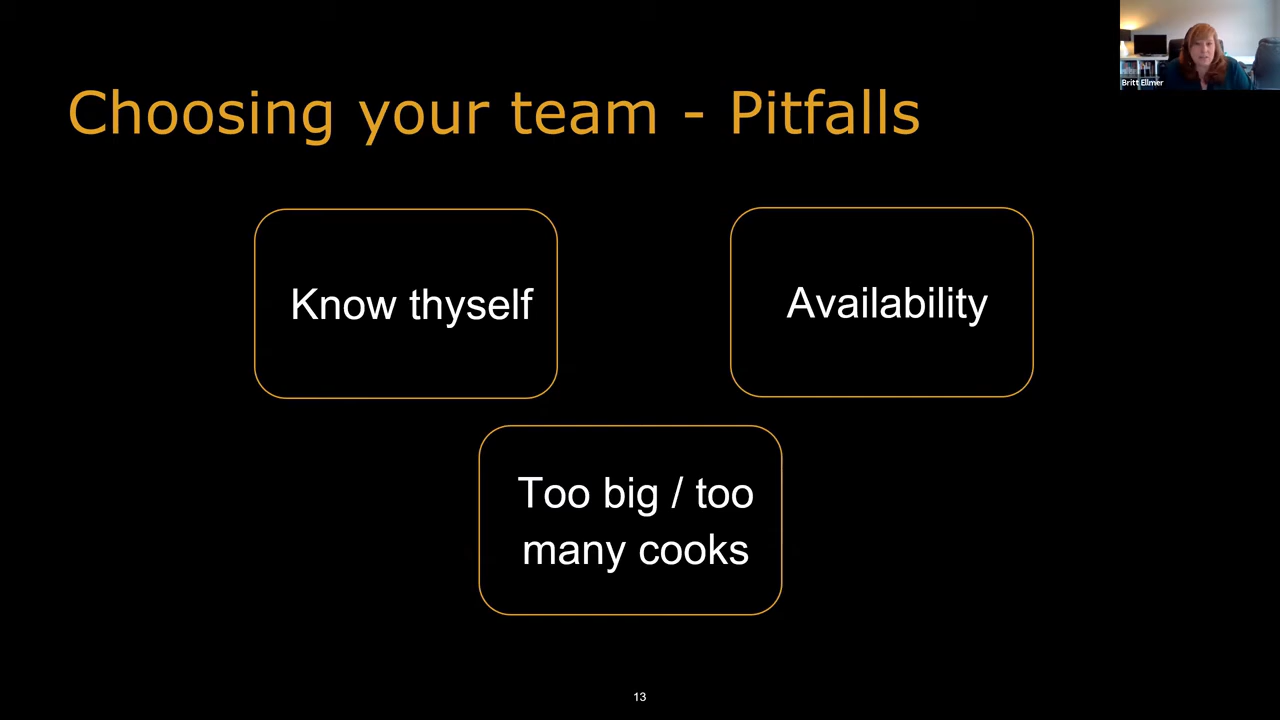 Choosing your team - Pitfalls
Britt Ellmer
Know thyself
Availability
Too big / too
many cooks
13